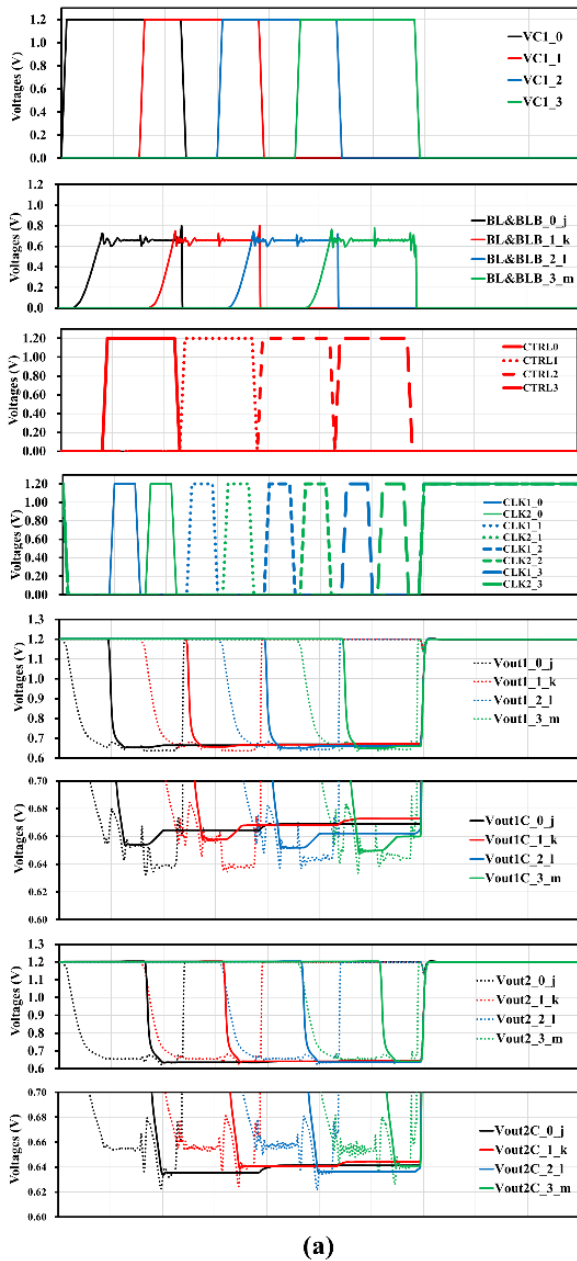 Voltages (V)
1.2
1.0
0.8
0.6
0.4
0.2
0.0
VC1_0
VC1_1
VC1_2
VC1_3
Voltages (V)
1.2
1.0
0.8
0.6
0.4
0.2
0.0
BL&BLB_0_j
BL&BLB_1_k
BL&BLB_2_l
BL&BLB_3_m
Voltages (V)
1.20
1.00
0.80
0.60
0.40
0.20
0.00
CTRL0
CTRL1
CTRL2
CTRL3
Voltages (V)
1.20
1.00
0.80
0.60
0.40
0.20
0.00
CLK1_0
CLK2_0
CLK1_1
CLK2_1
CLK1_2
CLK2_2
CLK1_3
CLK2_3
Voltages (V)
1.3
1.2
1.1
1.0
0.9
0.8
0.7
0.6
Vout1_0_j
Vout1_1_k
Vout1_2_l
Vout1_3_m
Voltages (V)
0.70
0.68
0.66
0.64
0.62
0.60
Vout1C_0_j
Vout1C_1_k
Vout1C_2_l
Vout1C_3_m
Voltages (V)
1.3
1.2
1.1
1.0
0.9
0.8
0.7
0.6
Vout2_0_j
Vout2_1_k
Vout2_2_l
Vout2_3_m
Voltages (V)
0.70
0.68
0.66
0.64
0.62
0.60
Vout2C_0_j
Vout2C_1_k
Vout2C_2_l
Vout2C_3_m
(a)